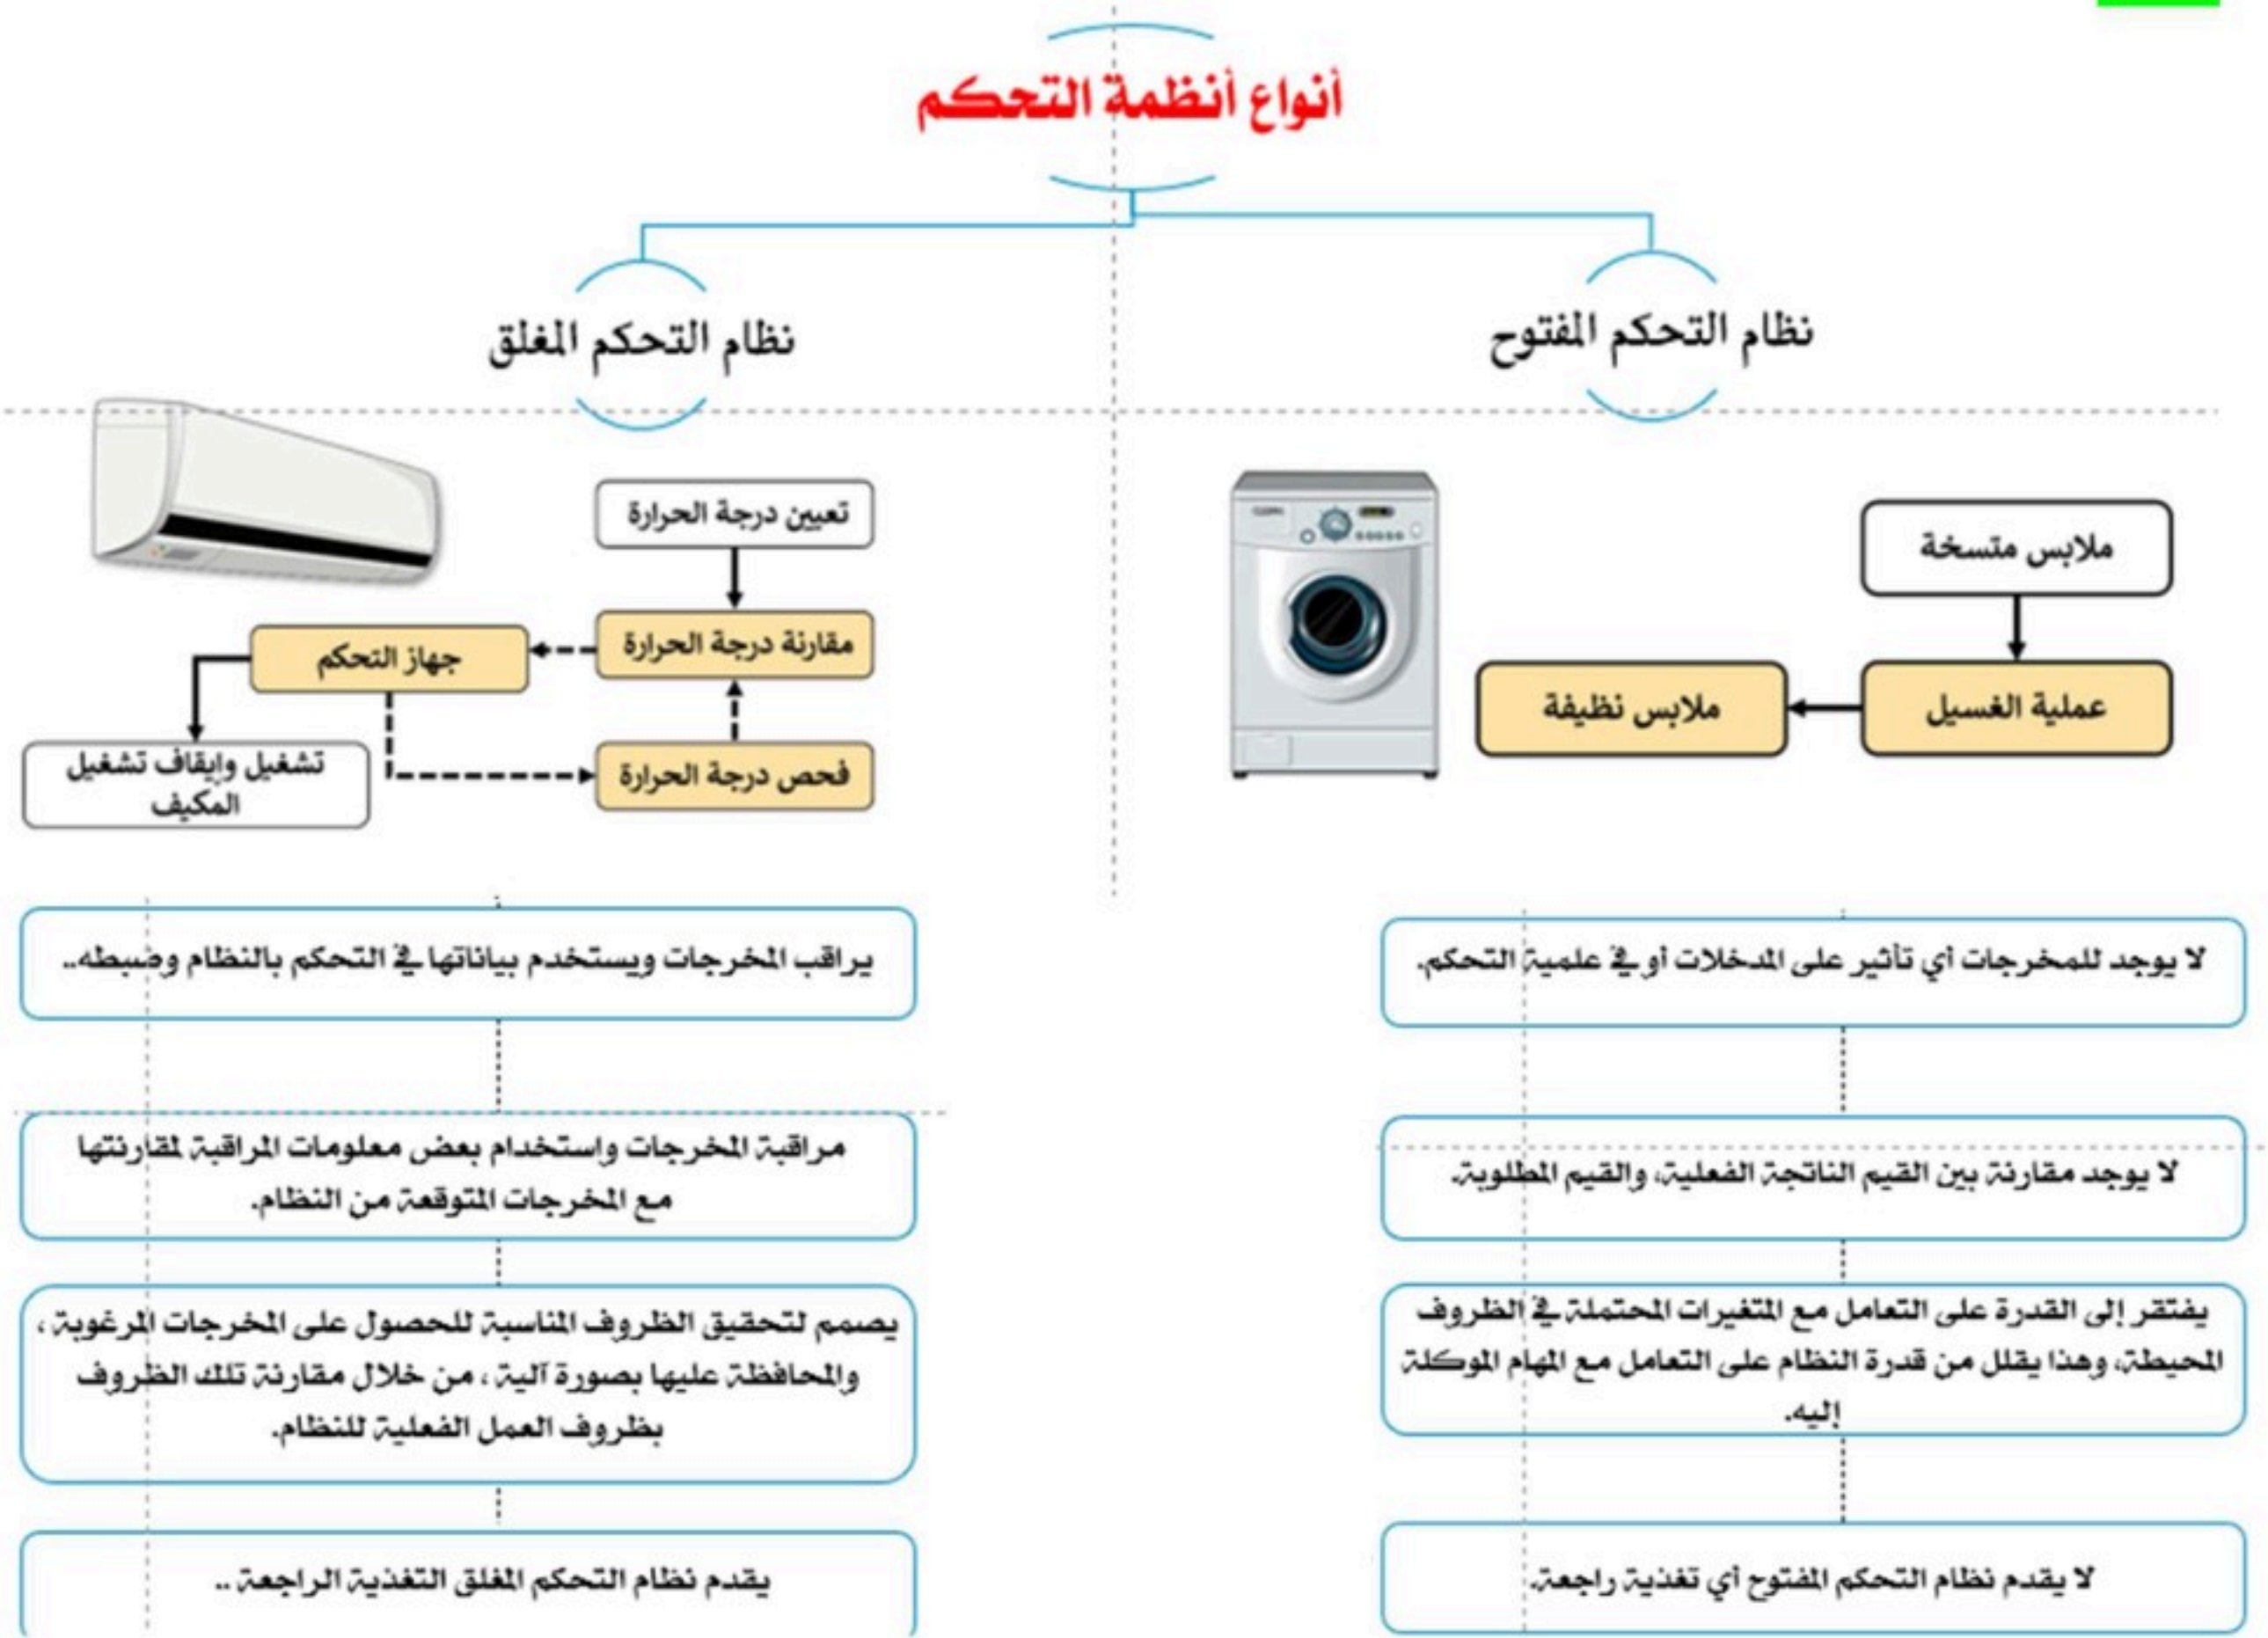 أنواع أنظمة التحكم
نظام التحكم المفتوح
ملابس متسخة
عملية الغسيل
ملابس نظيفة
لا يوجد للمخرجات أي تأثير على المدخلات أو في علمية التحكم.
لا يوجد مقارنة بين القيم الناتجة الفعلية، والقيم المطلوبة.
يفتقر إلى القدرة على التعامل مع المتغيرات المحتملة في الظروف
المحيطة، وهذا يقلل من قدرة النظام على التعامل مع المهام الموكلة
إليه.
لا يقدم نظام التحكم المفتوح أي تغذية راجعة.
نظام التحكم المغلق
تعيين درجة الحرارة
مقارنة درجة الحرارة
جهاز التحكم
فحص درجة الحرارة
تشغيل وإيقاف تشغيل
المكيف
يراقب المخرجات ويستخدم بياناتها في التحكم بالنظام وضبطه..
مراقبة المخرجات واستخدام بعض معلومات المراقبة لمقارنتها
مع المخرجات المتوقعة من النظام.
يصمم لتحقيق الظروف المناسبة للحصول على المخرجات المرغوبة ،
والمحافظة عليها بصورة آلية ، من خلال مقارنة تلك الظروف
بظروف العمل الفعلية للنظام.
يقدم نظام التحكم المغلق التغذية الراجعة ..